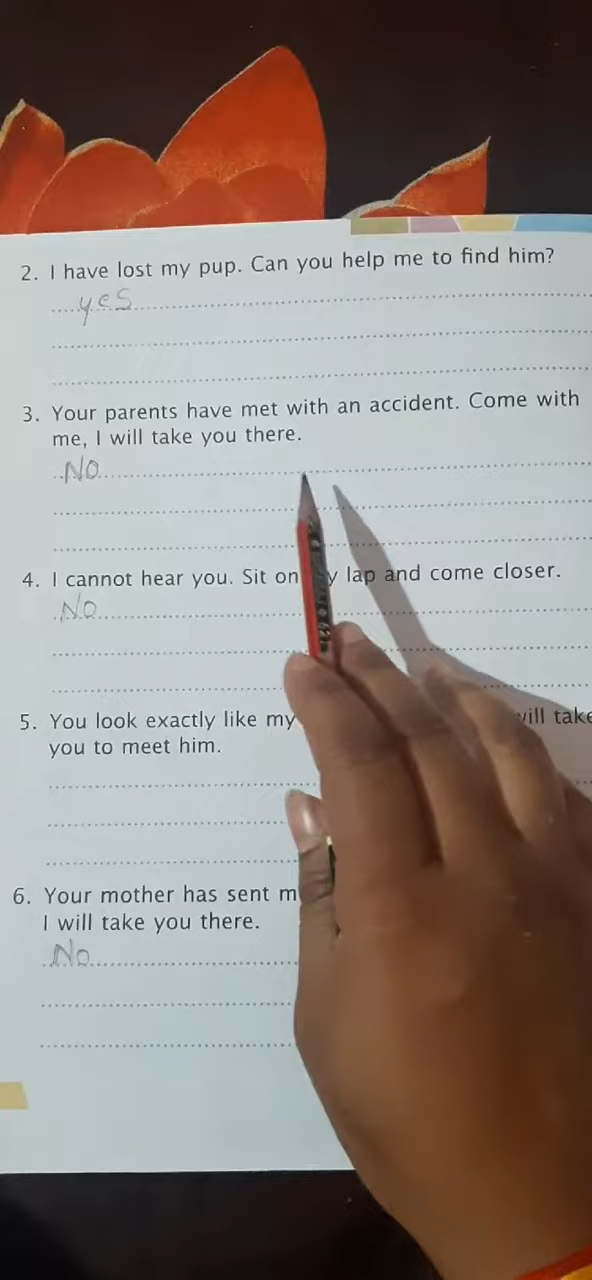 2. I have lost my pup. Can you help me to find him?
yes
3. Your parents have met with an accident. Come with
me, I will take you there.
No
4. I cannot hear you. Sit on y lap and come closer.
No
5. You look exactly like my will take
you to meet him.
6. Your mother has sent m
I will take you there.
No